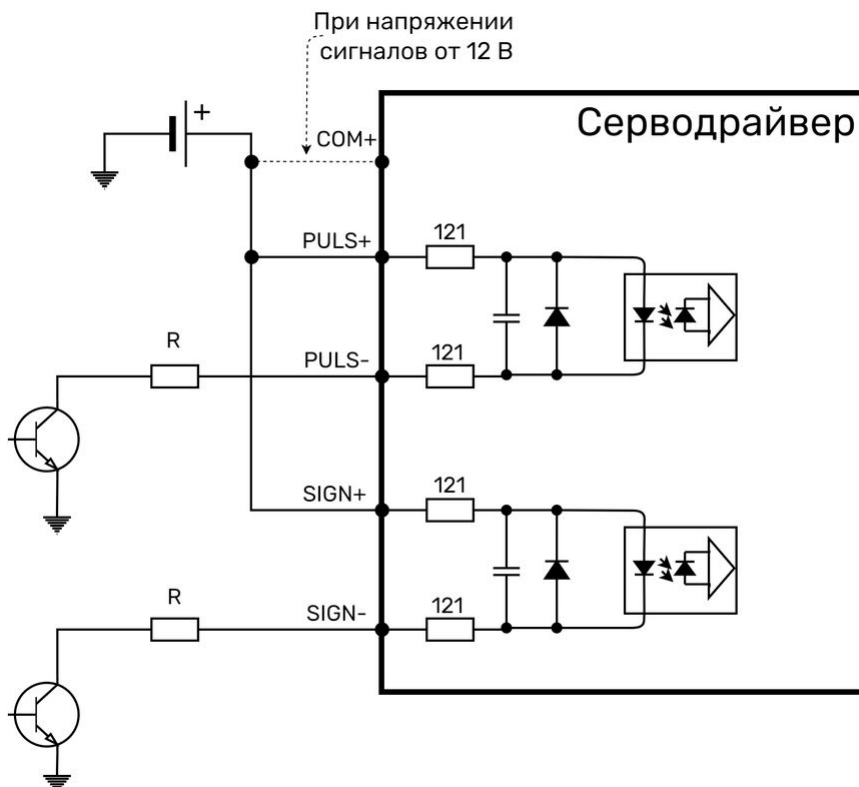 При напряжении
сигналов от 12 В
+
COM+
Серводрайвер
PULS+
121
R
PULS-
121
SIGN+
121
R
SIGN-
121